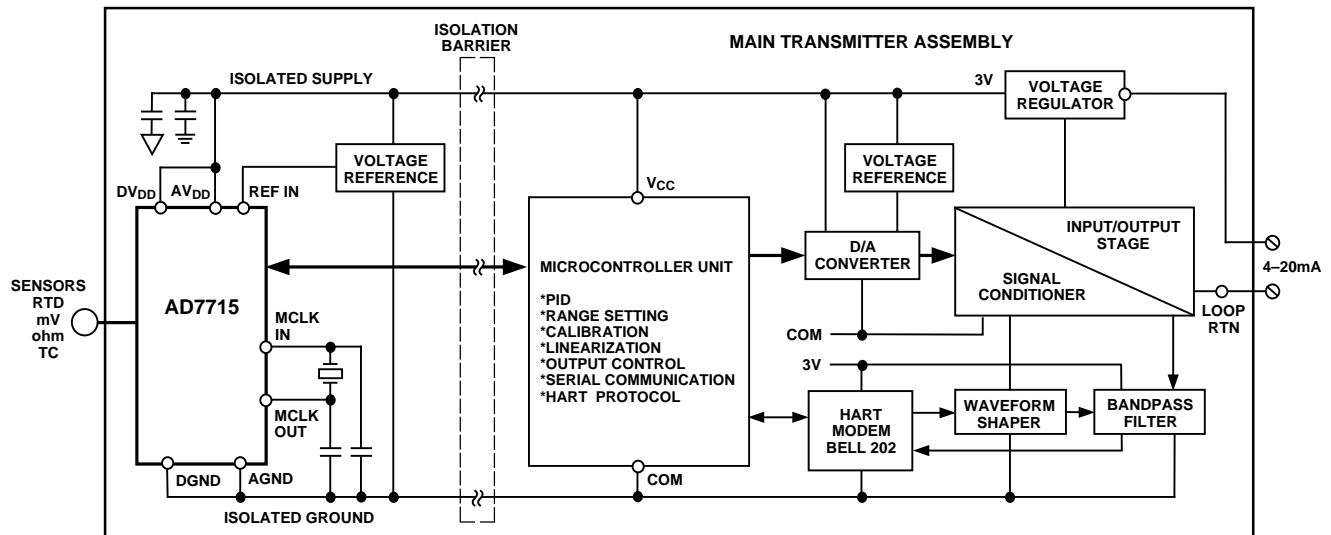 ISOLATION
BARRIER
MAIN TRANSMITTER ASSEMBLY
ISOLATED SUPPLY
3V
VOLTAGE
REGULATOR
VOLTAGE
REFERENCE
VOLTAGE
REFERENCE
DVDD
AVDD
REF IN
VCC
INPUT/OUTPUT
STAGE
D/A
CONVERTER
SIGNAL
CONDITIONER
4–20mA
LOOP
RTN
SENSORS
RTD
mV
ohm
TC
AD7715
MCLK
IN
MCLK
OUT
MICROCONTROLLER UNIT
*PID
*RANGE SETTING
*CALIBRATION
*LINEARIZATION
*OUTPUT CONTROL
*SERIAL COMMUNICATION
*HART PROTOCOL
COM
3V
HART
MODEM
BELL 202
WAVEFORM
SHAPER
BANDPASS
FILTER
DGND
AGND
COM
ISOLATED GROUND